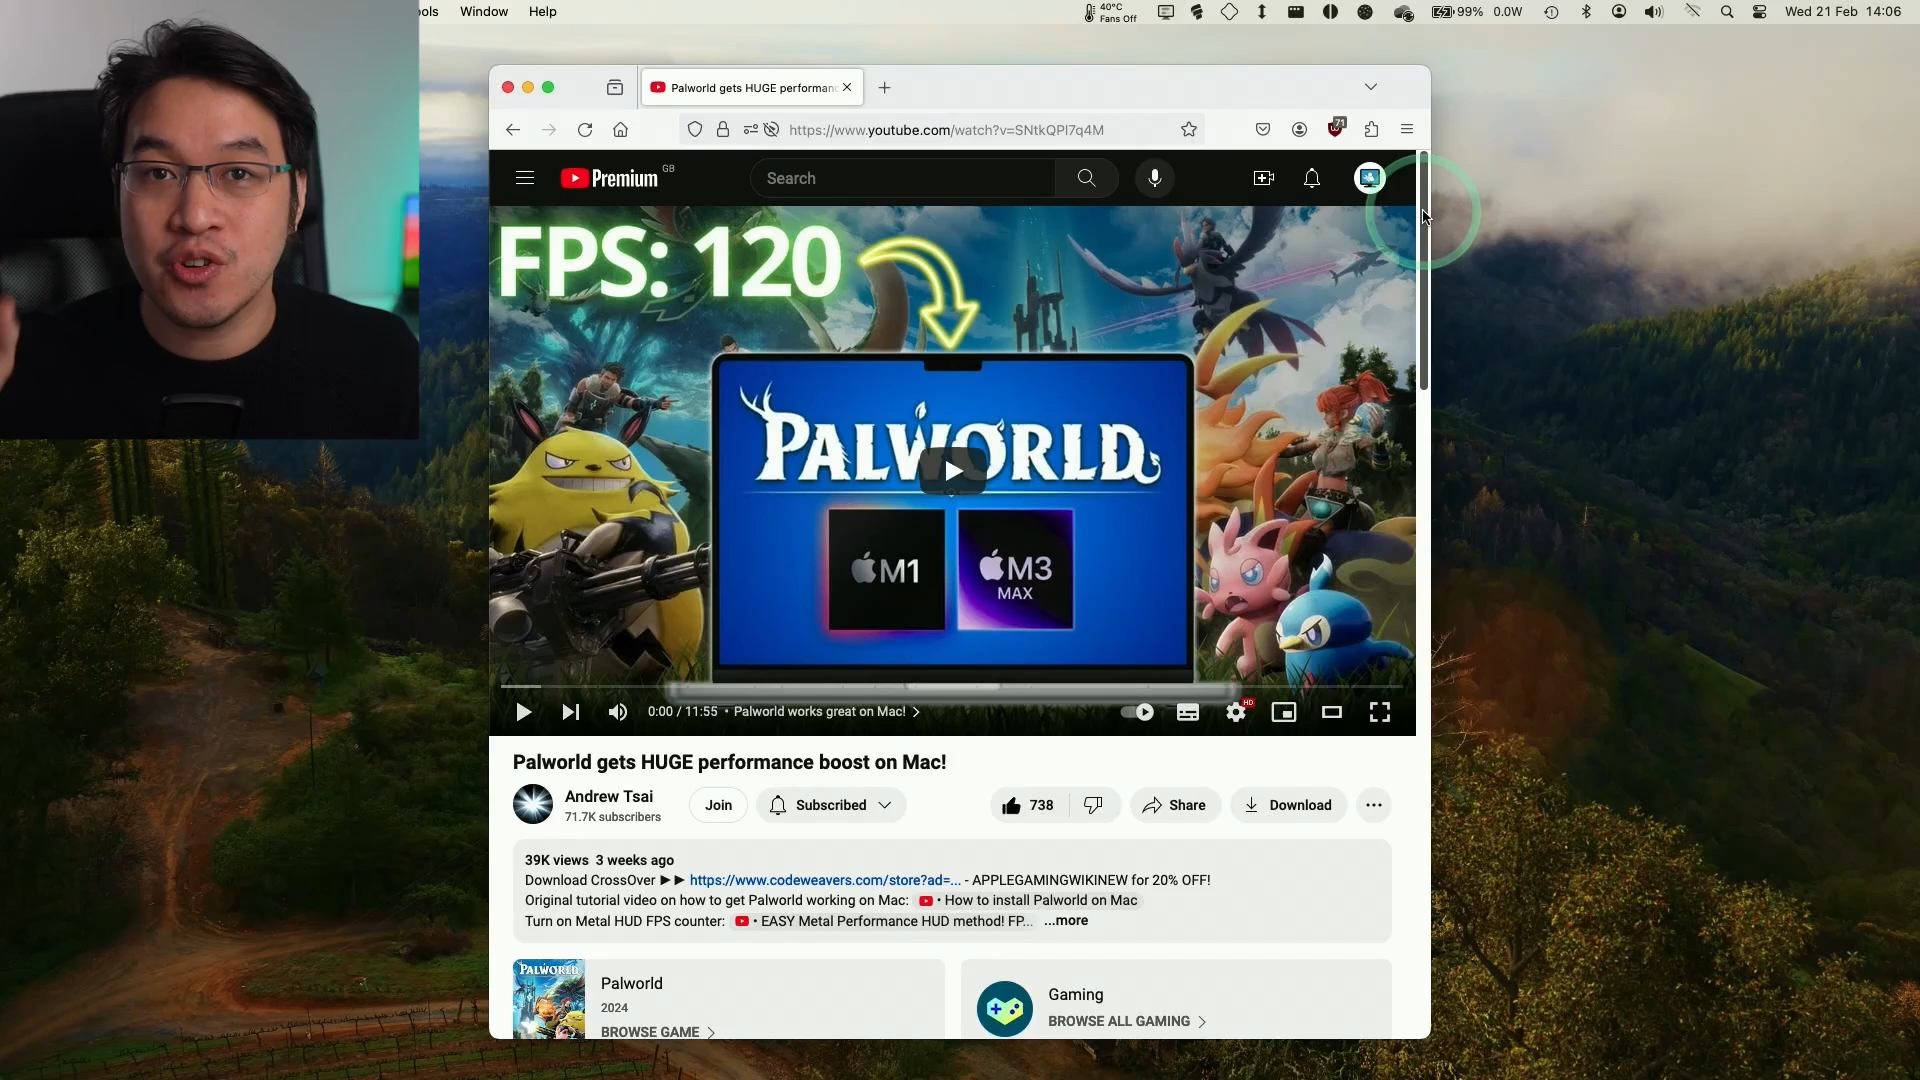 ols Window Help
40°C
Fans Off
99% 0.0W
Wed 21 Feb 14:06
Palworld gets HUGE performanc
https://www.youtube.com/watch?v=SNtkQPI7q4M
71
Premium GB
Search
FPS: 120
PALWORLD
M1
M3
MAX
0:00 / 11:55 • Palworld works great on Mac!
HD
Palworld gets HUGE performance boost on Mac!
Andrew Tsai
71.7K subscribers
Join
Subscribed
738
Share
Download
39K views 3 weeks ago
Download CrossOver ►► https://www.codeweavers.com/store?ad=... - APPLEGAMINGWIKINEW for 20% OFF!
Original tutorial video on how to get Palworld working on Mac: • How to install Palworld on Mac
Turn on Metal HUD FPS counter: • EASY Metal Performance HUD method! FP... ...more
PALWORLD
Palworld
2024
BROWSE GAME
Gaming
BROWSE ALL GAMING